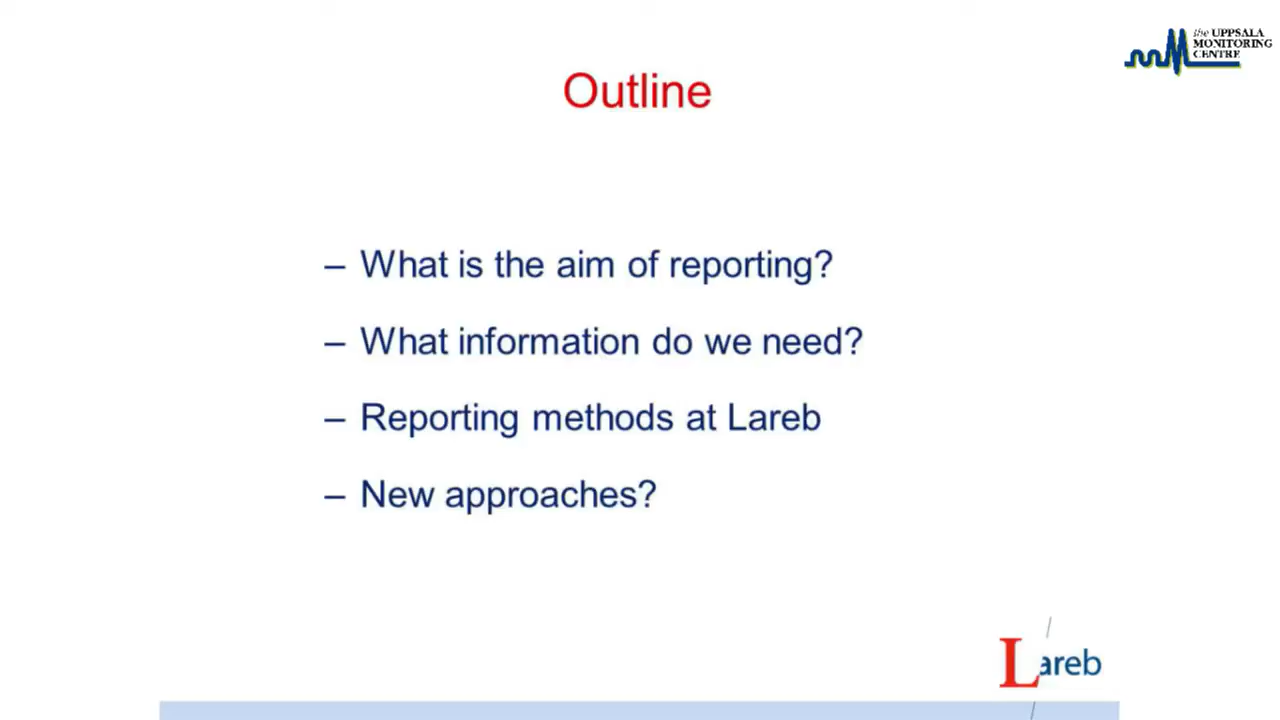 the UPPSALA
MONITORING
CENTRE
Outline
– What is the aim of reporting?
– What information do we need?
– Reporting methods at Lareb
– New approaches?
Lareb